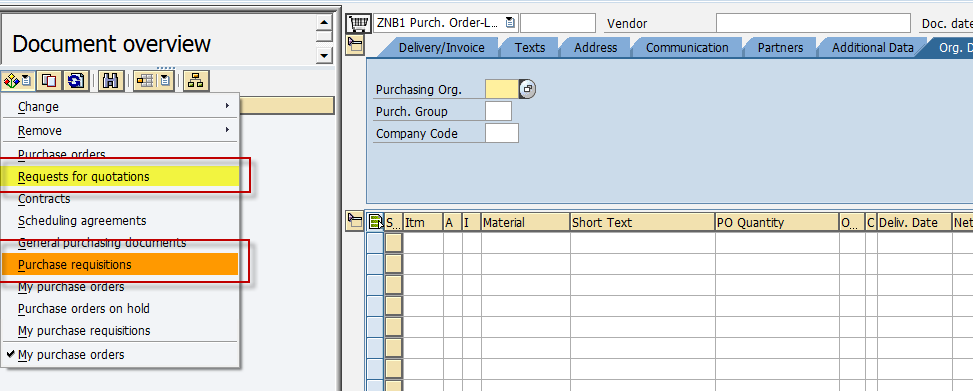 Document overview
Change
Remove
Purchase orders
Requests for quotations
Contracts
Scheduling agreements
General purchasing documents
Purchase requisitions
My purchase orders
Purchase orders on hold
My purchase requisitions
My purchase orders
ZNB1 Purch. Order-L... Vendor Doc. date
Delivery/Invoice Texts Address Communication Partners Additional Data Org. D
Purchasing Org.
Purch. Group
Company Code
S... Itm A I Material Short Text PO Quantity O... C Deliv. Date Net